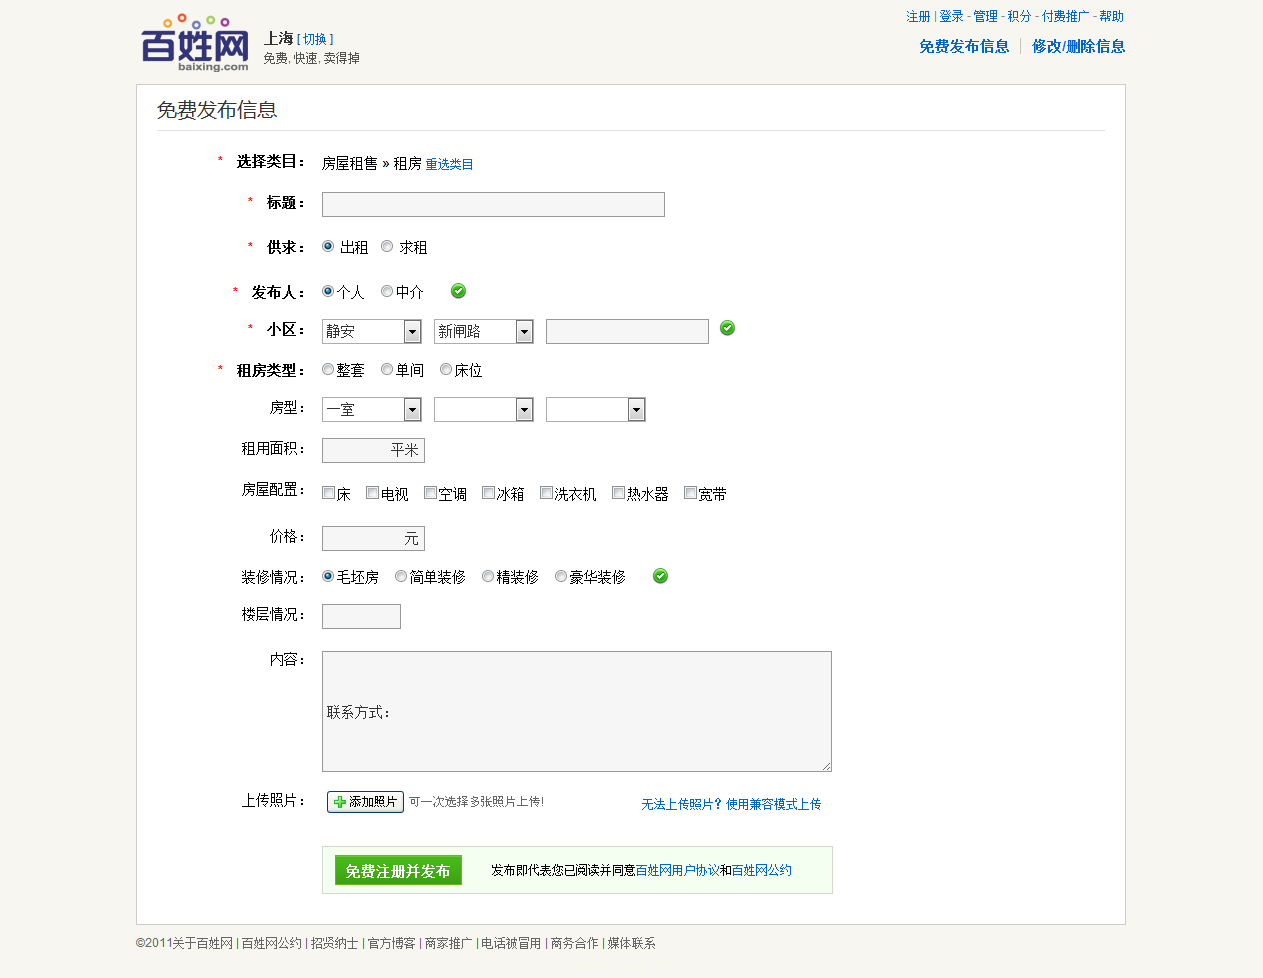 百姓网
baixing.com
上海 [ 切换 ]
免费, 快速, 卖得掉
注册 | 登录 - 管理 - 积分 - 付费推广 - 帮助
免费发布信息 | 修改/删除信息
免费发布信息
* 选择类目： 房屋租售 » 租房 重选类目
* 标题：
* 供求： 出租 求租
* 发布人： 个人 中介
* 小区： 静安 新闸路
* 租房类型： 整套 单间 床位
房型： 一室
租用面积： 平米
房屋配置： 床 电视 空调 冰箱 洗衣机 热水器 宽带
价格： 元
装修情况： 毛坯房 简单装修 精装修 豪华装修
楼层情况：
内容：
联系方式：
上传照片： 添加照片 可一次选择多张照片上传! 无法上传照片？使用兼容模式上传
免费注册并发布 发布即代表您已阅读并同意百姓网用户协议和百姓网公约
©2011关于百姓网 | 百姓网公约 | 招贤纳士 | 官方博客 | 商家推广 | 电话被冒用 | 商务合作 | 媒体联系